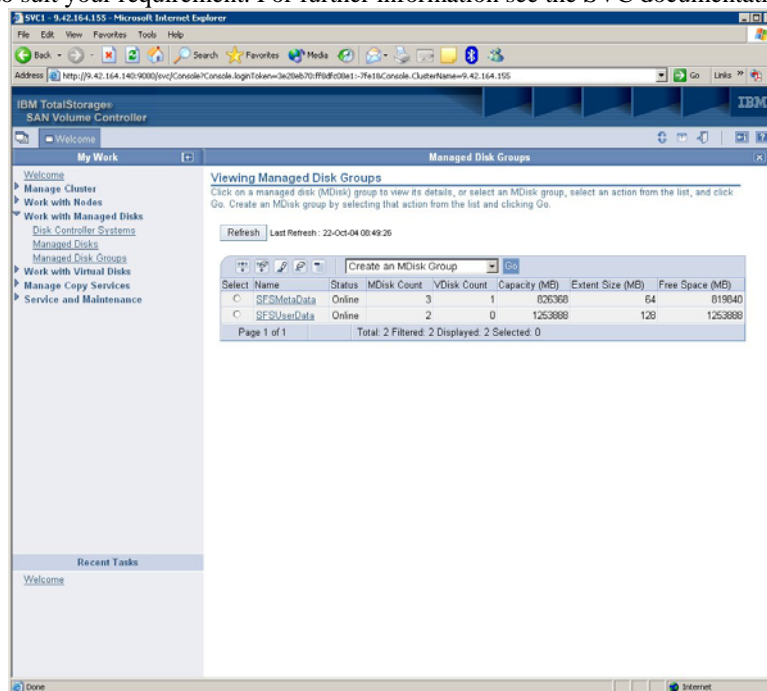 to suit your requirement. For further information see the SVC documentati
SVC1 - 9.42.164.155 - Microsoft Internet Explorer
File Edit View Favorites Tools Help
Back Search Favorites Media
Address http://9.42.164.140:9000/svc/Console?Console.loginToken=3e28eb70:ff8dfc00e1:-7fe1&Console.ClusterName=9.42.164.155 Go Links »
IBM TotalStorage®
SAN Volume Controller
IBM
Welcome
My Work
Managed Disk Groups
Welcome
Manage Cluster
Work with Nodes
Work with Managed Disks
Disk Controller Systems
Managed Disks
Managed Disk Groups
Work with Virtual Disks
Manage Copy Services
Service and Maintenance
Recent Tasks
Welcome
Viewing Managed Disk Groups
Click on a managed disk (MDisk) group to view its details, or select an MDisk group, select an action from the list, and click
Go. Create an MDisk group by selecting that action from the list and clicking Go.
Refresh Last Refresh : 22-Oct-04 08:49:26
Create an MDisk Group Go
Select Name Status MDisk Count VDisk Count Capacity (MB) Extent Size (MB) Free Space (MB)
SFSMetaData Online 3 1 826368 64 819840
SFSUserData Online 2 0 1253888 128 1253888
Page 1 of 1 Total: 2 Filtered: 2 Displayed: 2 Selected: 0
Done Internet